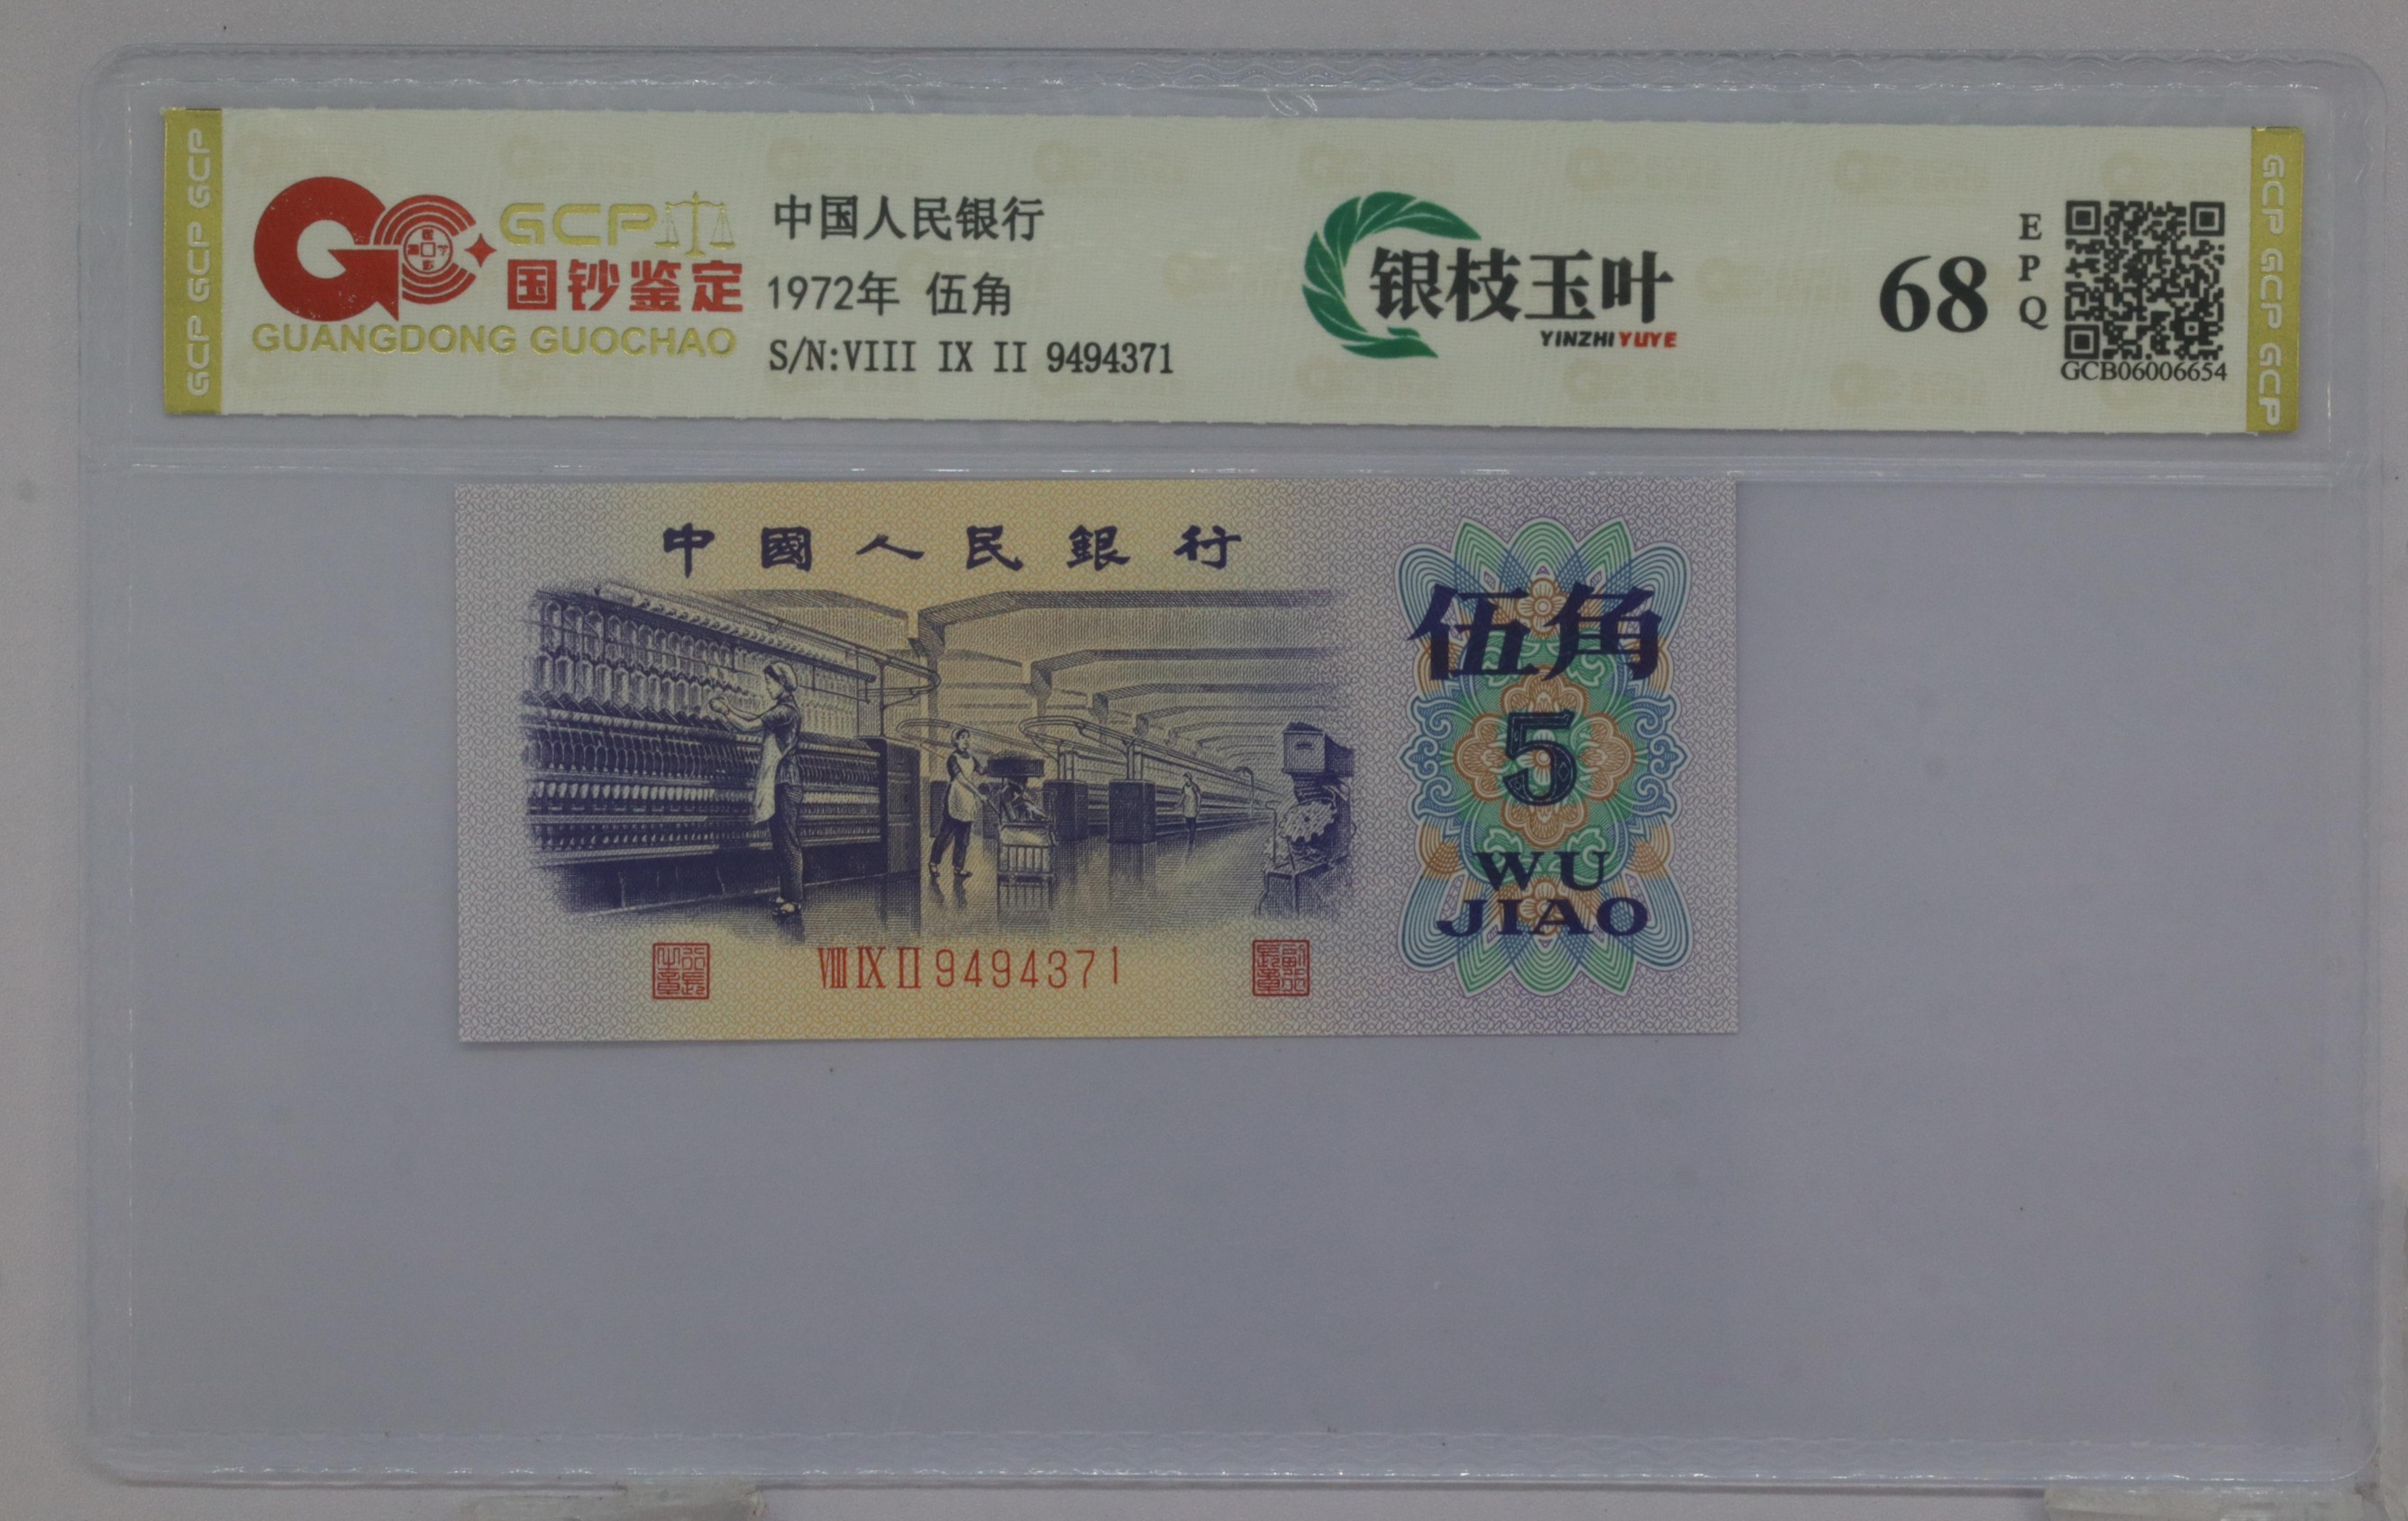 GCP GCP GCP
GCP
国钞鉴定
GUANGDONG GUOCHAO
中国人民银行
1972年 伍角
S/N:VIII IX II 9494371
银枝玉叶
YINZHI YUYE
68
EPQ
GCB06006654
GCP GCP GCP
中國人民銀行
伍角
5
WU
JIAO
VIII IX II 9494371